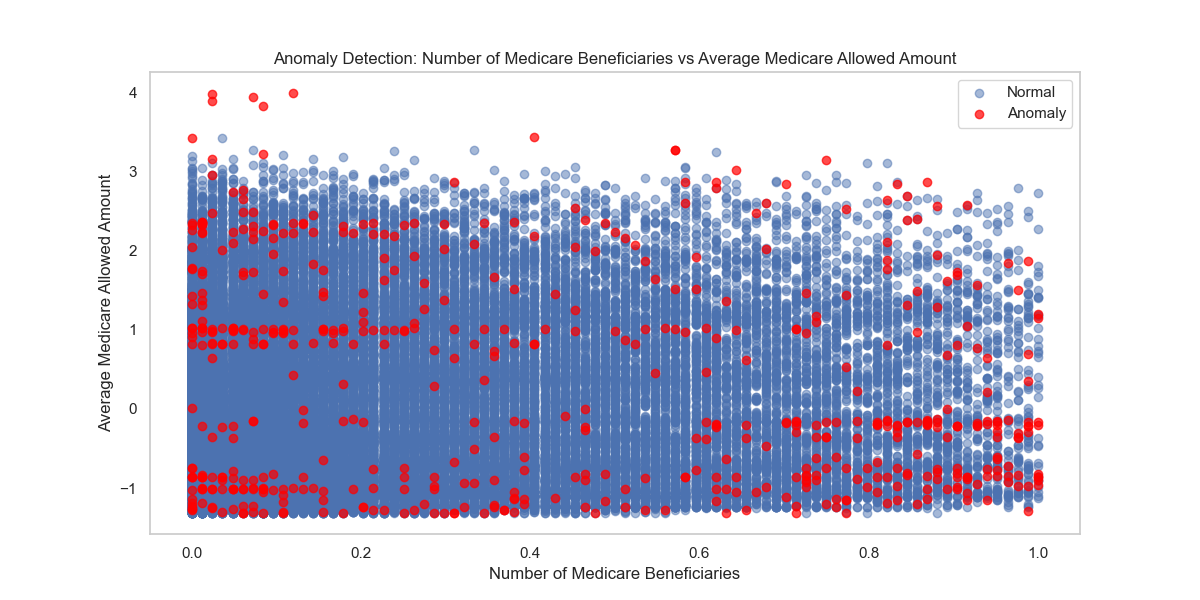 Anomaly Detection: Number of Medicare Beneficiaries vs Average Medicare Allowed Amount
Normal
Anomaly
Average Medicare Allowed Amount
4
3
2
1
0
−1
0.0 0.2 0.4 0.6 0.8 1.0
Number of Medicare Beneficiaries